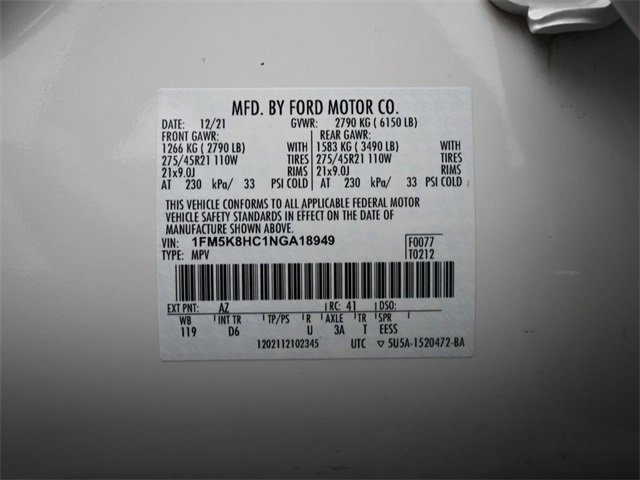 MFD. BY FORD MOTOR CO.
DATE: 12/21 GVWR: 2790 KG ( 6150 LB)
FRONT GAWR: REAR GAWR:
1266 KG ( 2790 LB) WITH 1583 KG ( 3490 LB) WITH
275/45R21 110W TIRES 275/45R21 110W TIRES
21x9.0J RIMS 21x9.0J RIMS
AT 230 kPa/ 33 PSI COLD AT 230 kPa/ 33 PSI COLD
THIS VEHICLE CONFORMS TO ALL APPLICABLE FEDERAL MOTOR
VEHICLE SAFETY STANDARDS IN EFFECT ON THE DATE OF
MANUFACTURE SHOWN ABOVE.
VIN: 1FM5K8HC1NGA18949 F0077
TYPE: MPV T0212
EXT PNT: AZ RC: 41 DSO:
WB INT TR TP/PS R AXLE TR SPR
119 D6 U 3A T EESS
1202112102345 UTC ▽ 5U5A-1520472-BA